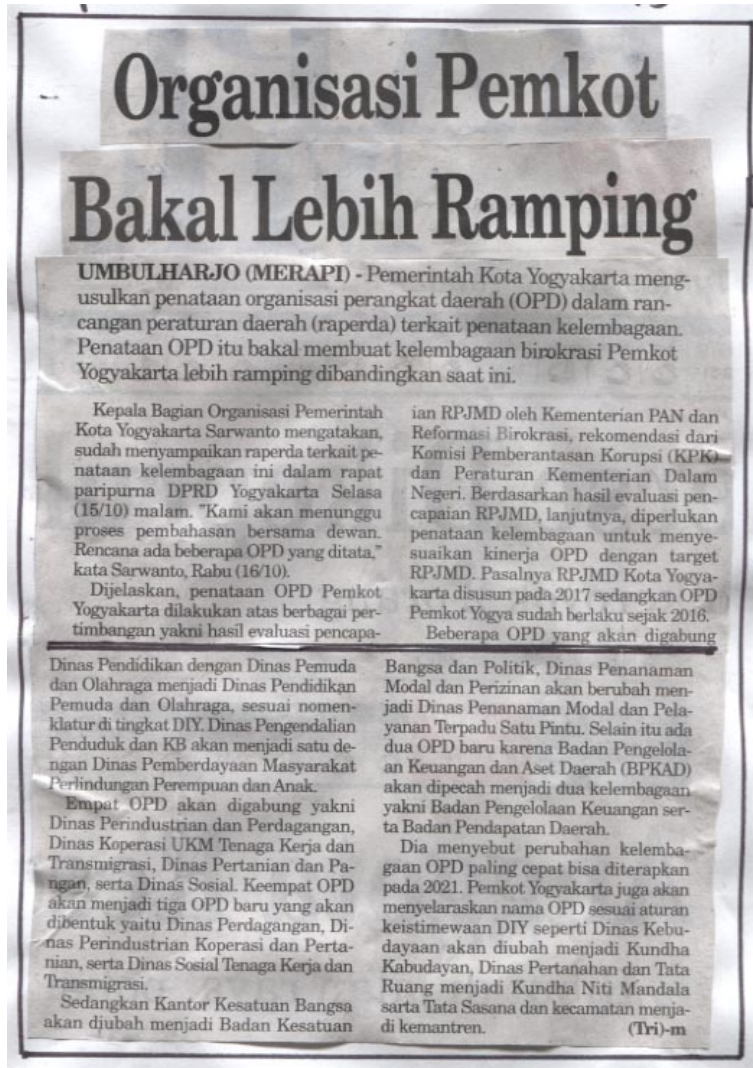 Organisasi Pemkot
Bakal Lebih Ramping
UMBULHARJO (MERAPI) - Pemerintah Kota Yogyakarta meng-
usulkan penataan organisasi perangkat daerah (OPD) dalam ran-
cangan peraturan daerah (raperda) terkait penataan kelembagaan.
Penataan OPD itu bakal membuat kelembagaan birokrasi Pemkot
Yogyakarta lebih ramping dibandingkan saat ini.
Kepala Bagian Organisasi Pemerintah
Kota Yogyakarta Sarwanto mengatakan,
sudah menyampaikan raperda terkait pe-
nataan kelembagaan ini dalam rapat
paripurna DPRD Yogyakarta Selasa
(15/10) malam. "Kami akan menunggu
proses pembahasan bersama dewan.
Rencana ada beberapa OPD yang ditata,"
kata Sarwanto, Rabu (16/10).
Dijelaskan, penataan OPD Pemkot
Yogyakarta dilakukan atas berbagai per-
timbangan yakni hasil evaluasi pencapa-
ian RPJMD oleh Kementerian PAN dan
Reformasi Birokrasi, rekomendasi dari
Komisi Pemberantasan Korupsi (KPK)
dan Peraturan Kementerian Dalam
Negeri. Berdasarkan hasil evaluasi pen-
capaian RPJMD, lanjutnya, diperlukan
penataan kelembagaan untuk menye-
suaikan kinerja OPD dengan target
RPJMD. Pasalnya RPJMD Kota Yogya-
karta disusun pada 2017 sedangkan OPD
Pemkot Yogya sudah berlaku sejak 2016.
Beberapa OPD yang akan digabung
Dinas Pendidikan dengan Dinas Pemuda
dan Olahraga menjadi Dinas Pendidikan
Pemuda dan Olahraga, sesuai nomen-
klatur di tingkat DIY. Dinas Pengendalian
Penduduk dan KB akan menjadi satu de-
ngan Dinas Pemberdayaan Masyarakat
Perlindungan Perempuan dan Anak.
Empat OPD akan digabung yakni
Dinas Perindustrian dan Perdagangan,
Dinas Koperasi UKM Tenaga Kerja dan
Transmigrasi, Dinas Pertanian dan Pa-
ngan, serta Dinas Sosial. Keempat OPD
akan menjadi tiga OPD baru yang akan
dibentuk yaitu Dinas Perdagangan, Di-
nas Perindustrian Koperasi dan Perta-
nian, serta Dinas Sosial Tenaga Kerja dan
Transmigrasi.
Sedangkan Kantor Kesatuan Bangsa
akan diubah menjadi Badan Kesatuan
Bangsa dan Politik, Dinas Penanaman
Modal dan Perizinan akan berubah men-
jadi Dinas Penanaman Modal dan Pela-
yanan Terpadu Satu Pintu. Selain itu ada
dua OPD baru karena Badan Pengelola-
an Keuangan dan Aset Daerah (BPKAD)
akan dipecah menjadi dua kelembagaan
yakni Badan Pengelolaan Keuangan ser-
ta Badan Pendapatan Daerah.
Dia menyebut perubahan kelemba-
gaan OPD paling cepat bisa diterapkan
pada 2021. Pemkot Yogyakarta juga akan
menyelaraskan nama OPD sesuai aturan
keistimewaan DIY seperti Dinas Kebu-
dayaan akan diubah menjadi Kundha
Kabudayan, Dinas Pertanahan dan Tata
Ruang menjadi Kundha Niti Mandala
sarta Tata Sasana dan kecamatan menja-
di kemantren. (Tri)-m